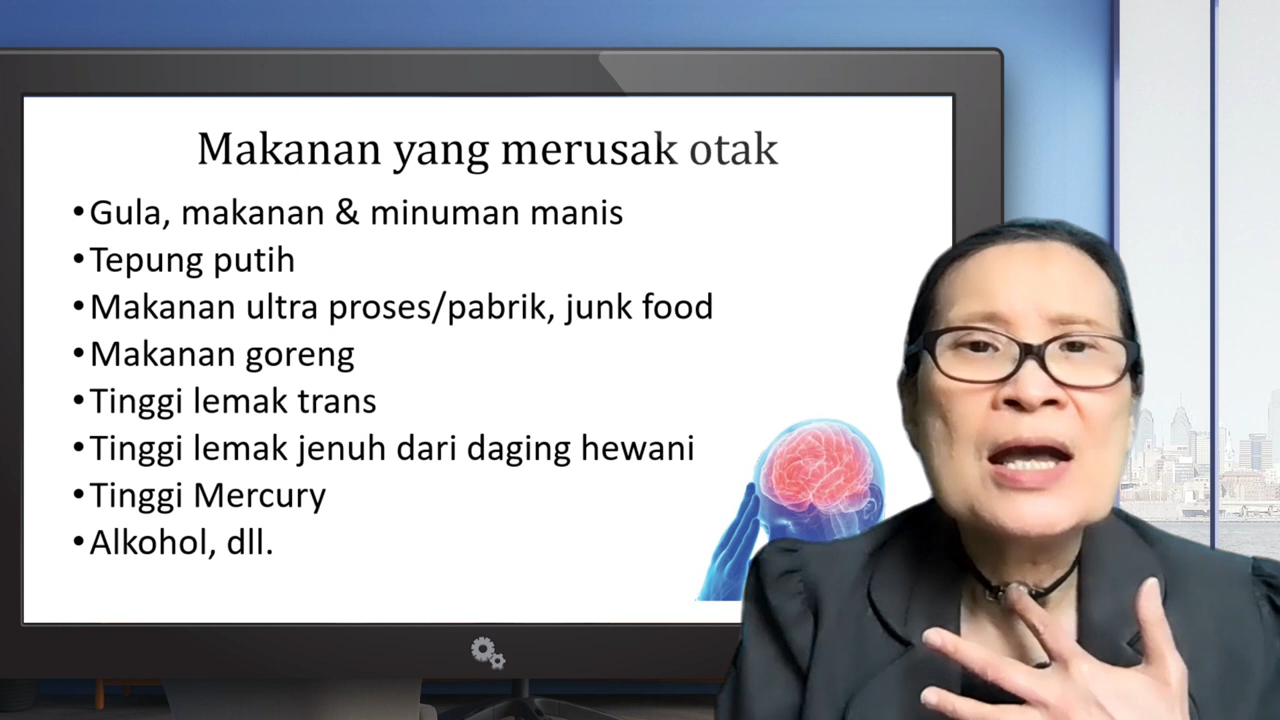 Makanan yang merusak otak
•Gula, makanan & minuman manis
•Tepung putih
•Makanan ultra proses/pabrik, junk food
•Makanan goreng
•Tinggi lemak trans
•Tinggi lemak jenuh dari daging hewani
•Tinggi Mercury
•Alkohol, dll.